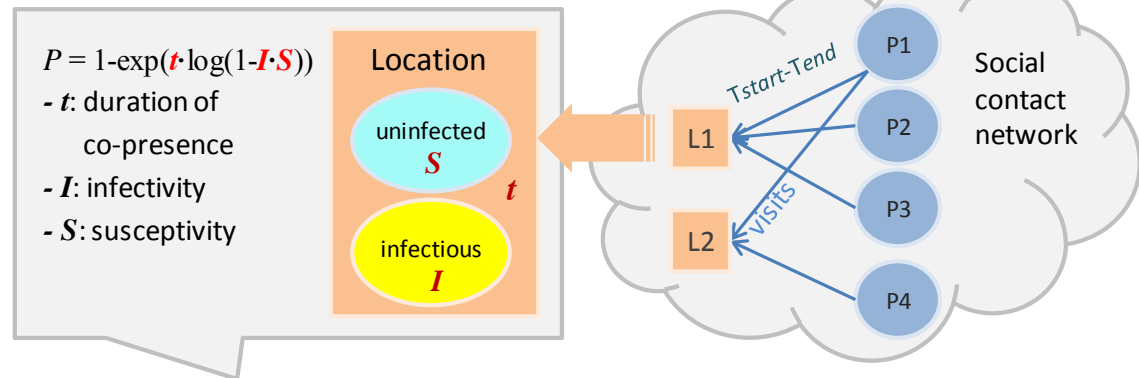 P = 1-exp(t·log(1-I·S))
- t: duration of
co-presence
- I: infectivity
- S: susceptivity
Location
uninfected
S
t
infectious
I
Tstart-Tend
visits
L1
L2
P1
P2
P3
P4
Social
contact
network